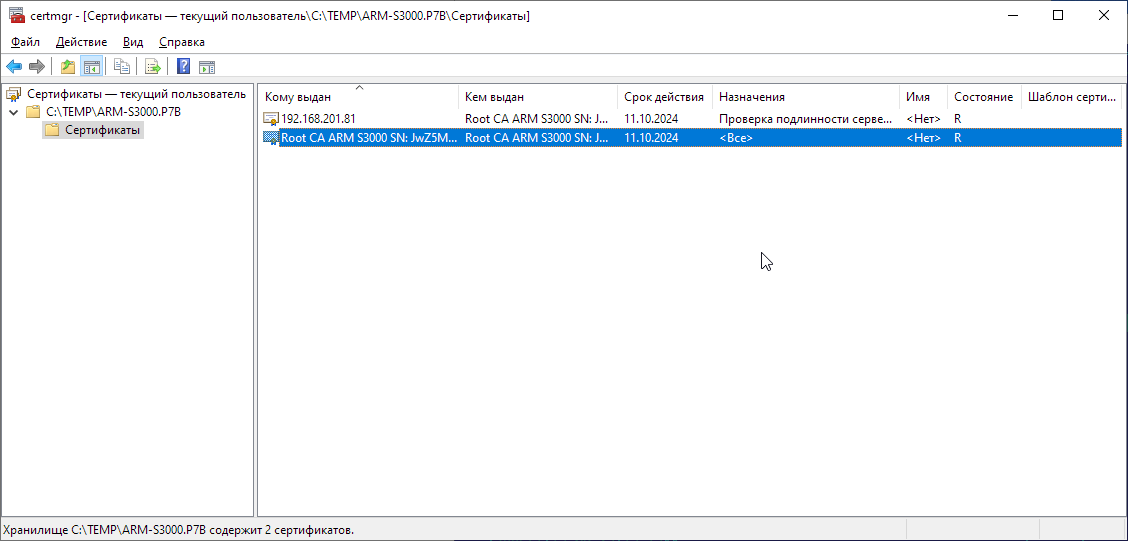 certmgr - [Сертификаты — текущий пользователь\C:\TEMP\ARM-S3000.P7B\Сертификаты]
Файл Действие Вид Справка
Сертификаты — текущий пользователь
C:\TEMP\ARM-S3000.P7B
Сертификаты
Кому выдан Кем выдан Срок действия Назначения Имя Состояние Шаблон серти...
192.168.201.81 Root CA ARM S3000 SN: J... 11.10.2024 Проверка подлинности серве... <Нет> R
Root CA ARM S3000 SN: JwZ5M... Root CA ARM S3000 SN: J... 11.10.2024 <Все> <Нет> R
Хранилище C:\TEMP\ARM-S3000.P7B содержит 2 сертификатов.